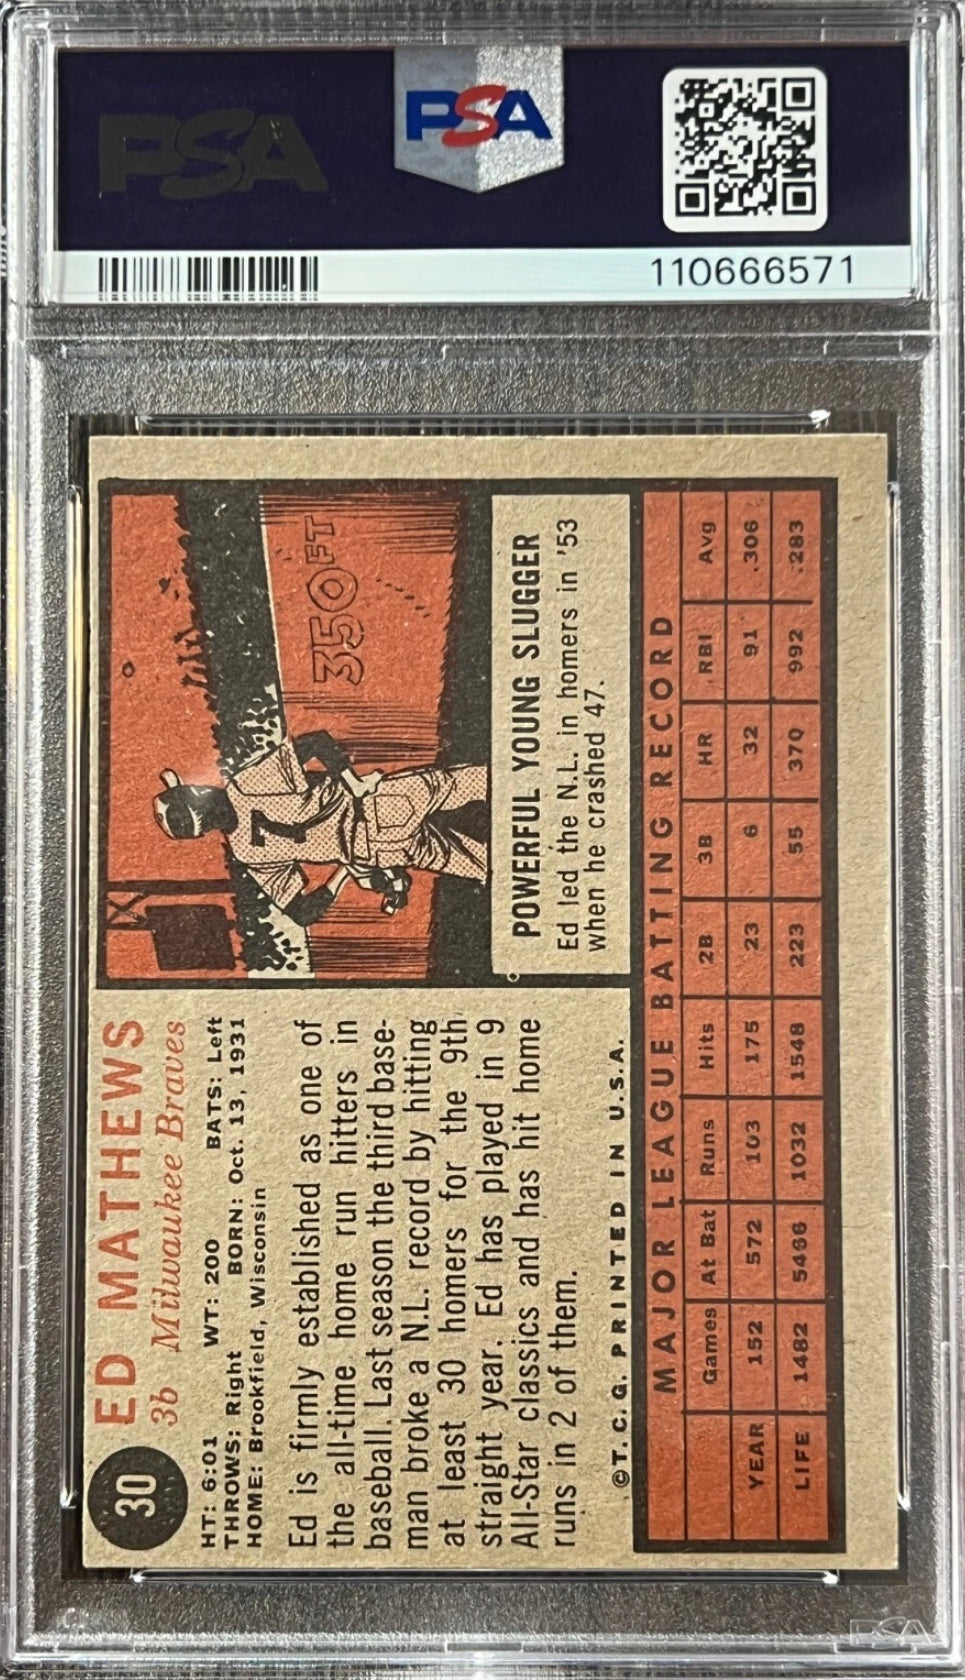 PSA
PSA
110666571
30
ED MATHEWS
3b Milwaukee Braves
HT: 6:01 WT: 200 BATS: Left
THROWS: Right BORN: Oct. 13, 1931
HOME: Brookfield, Wisconsin
Ed is firmly established as one of
the all-time home run hitters in
baseball. Last season the third base-
man broke a N.L. record by hitting
at least 30 homers for the 9th
straight year. Ed has played in 9
All-Star classics and has hit home
runs in 2 of them.
©T.C.G. PRINTED IN U.S.A.
7
350FT
POWERFUL YOUNG SLUGGER
Ed led the N.L. in homers in '53
when he crashed 47.
MAJOR LEAGUE BATTING RECORD
Games At Bat Runs Hits 2B 3B HR RBI Avg
YEAR 152 572 103 175 23 6 32 91 .306
LIFE 1482 5466 1032 1548 223 55 370 992 .283
PSA